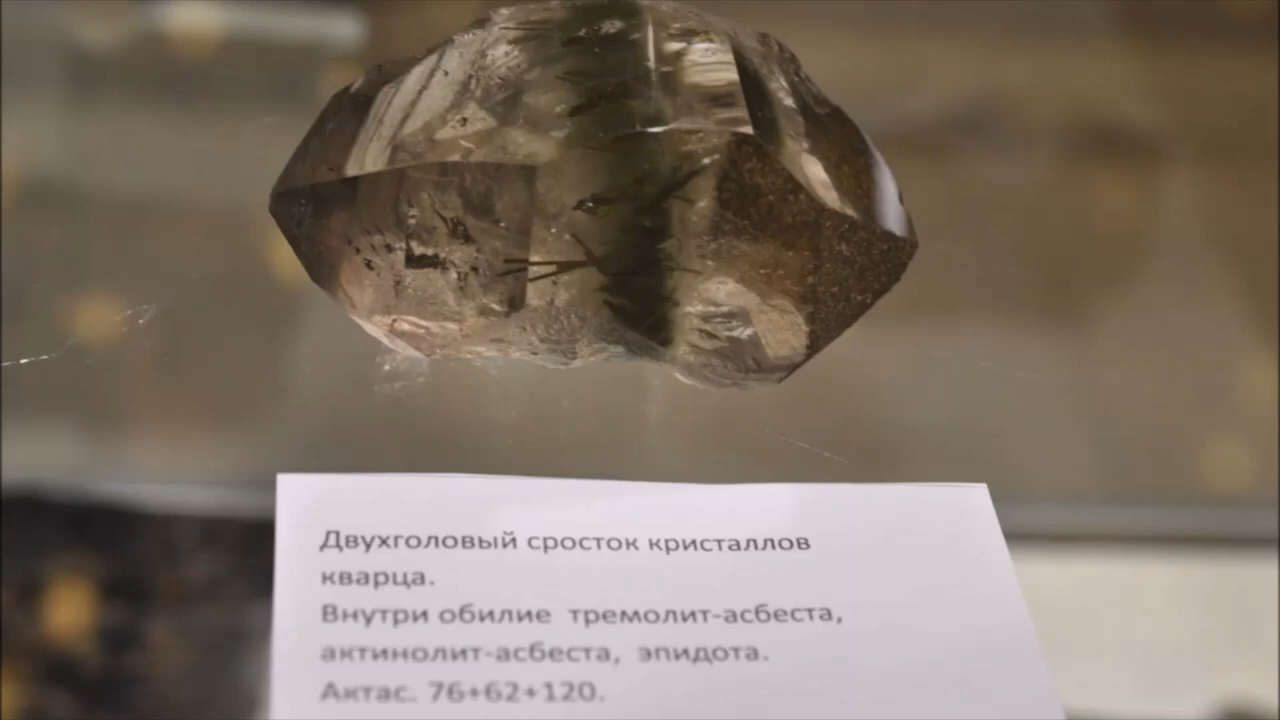 Двухголовый сросток кристаллов
кварца.
Внутри обилие тремолит-асбеста,
актинолит-асбеста, эпидота.
Актас. 76+62+120.